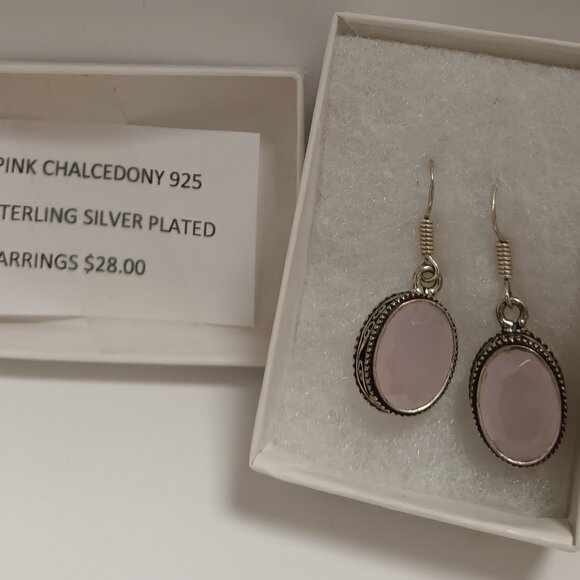 PINK CHALCEDONY 925
TERLING SILVER PLATED
ARRINGS $28.00